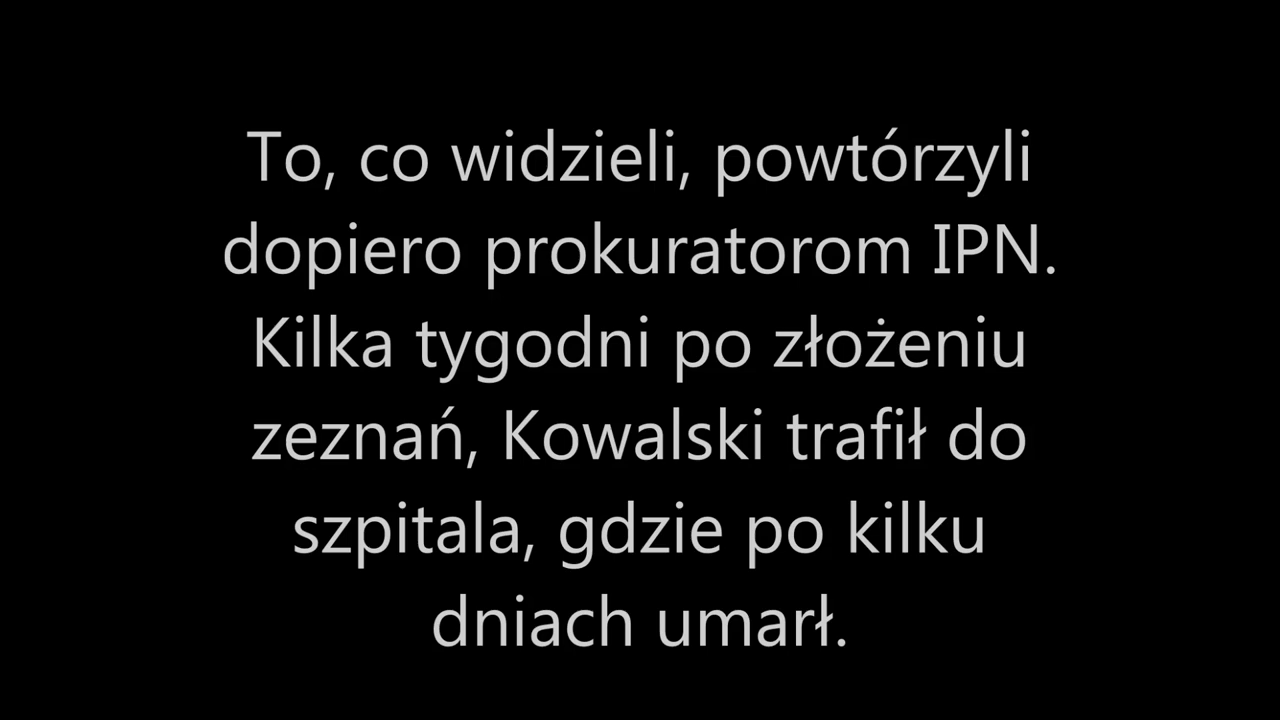 To, co widzieli, powtórzyli
dopiero prokuratorom IPN.
Kilka tygodni po złożeniu
zeznań, Kowalski trafił do
szpitala, gdzie po kilku
dniach umarł.